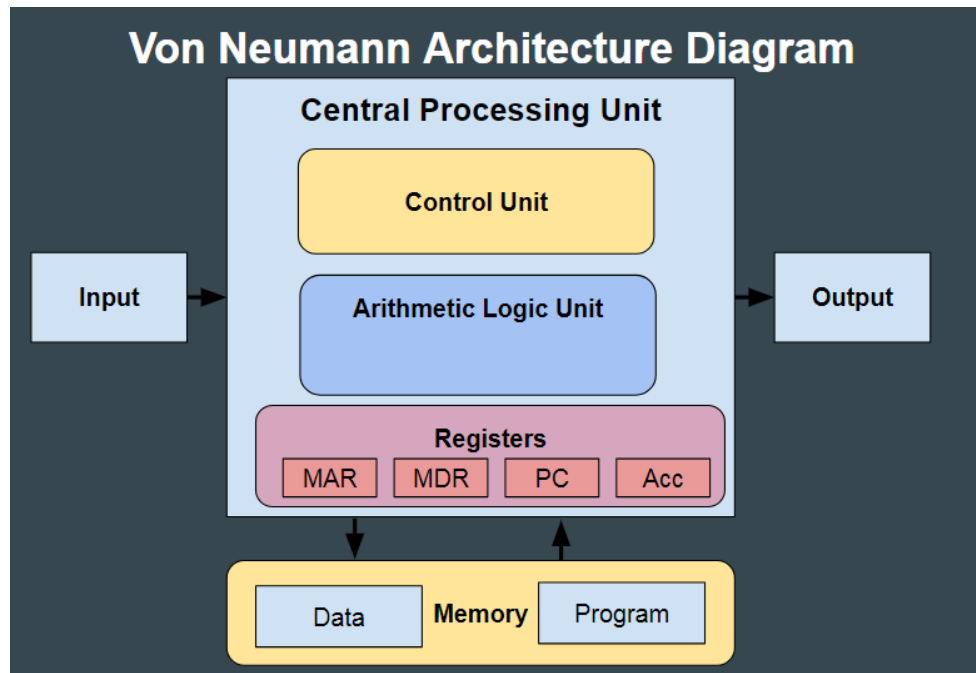 Von Neumann Architecture Diagram
Central Processing Unit
Control Unit
Input
Arithmetic Logic Unit
Output
Registers
MAR MDR PC Acc
Data Memory Program